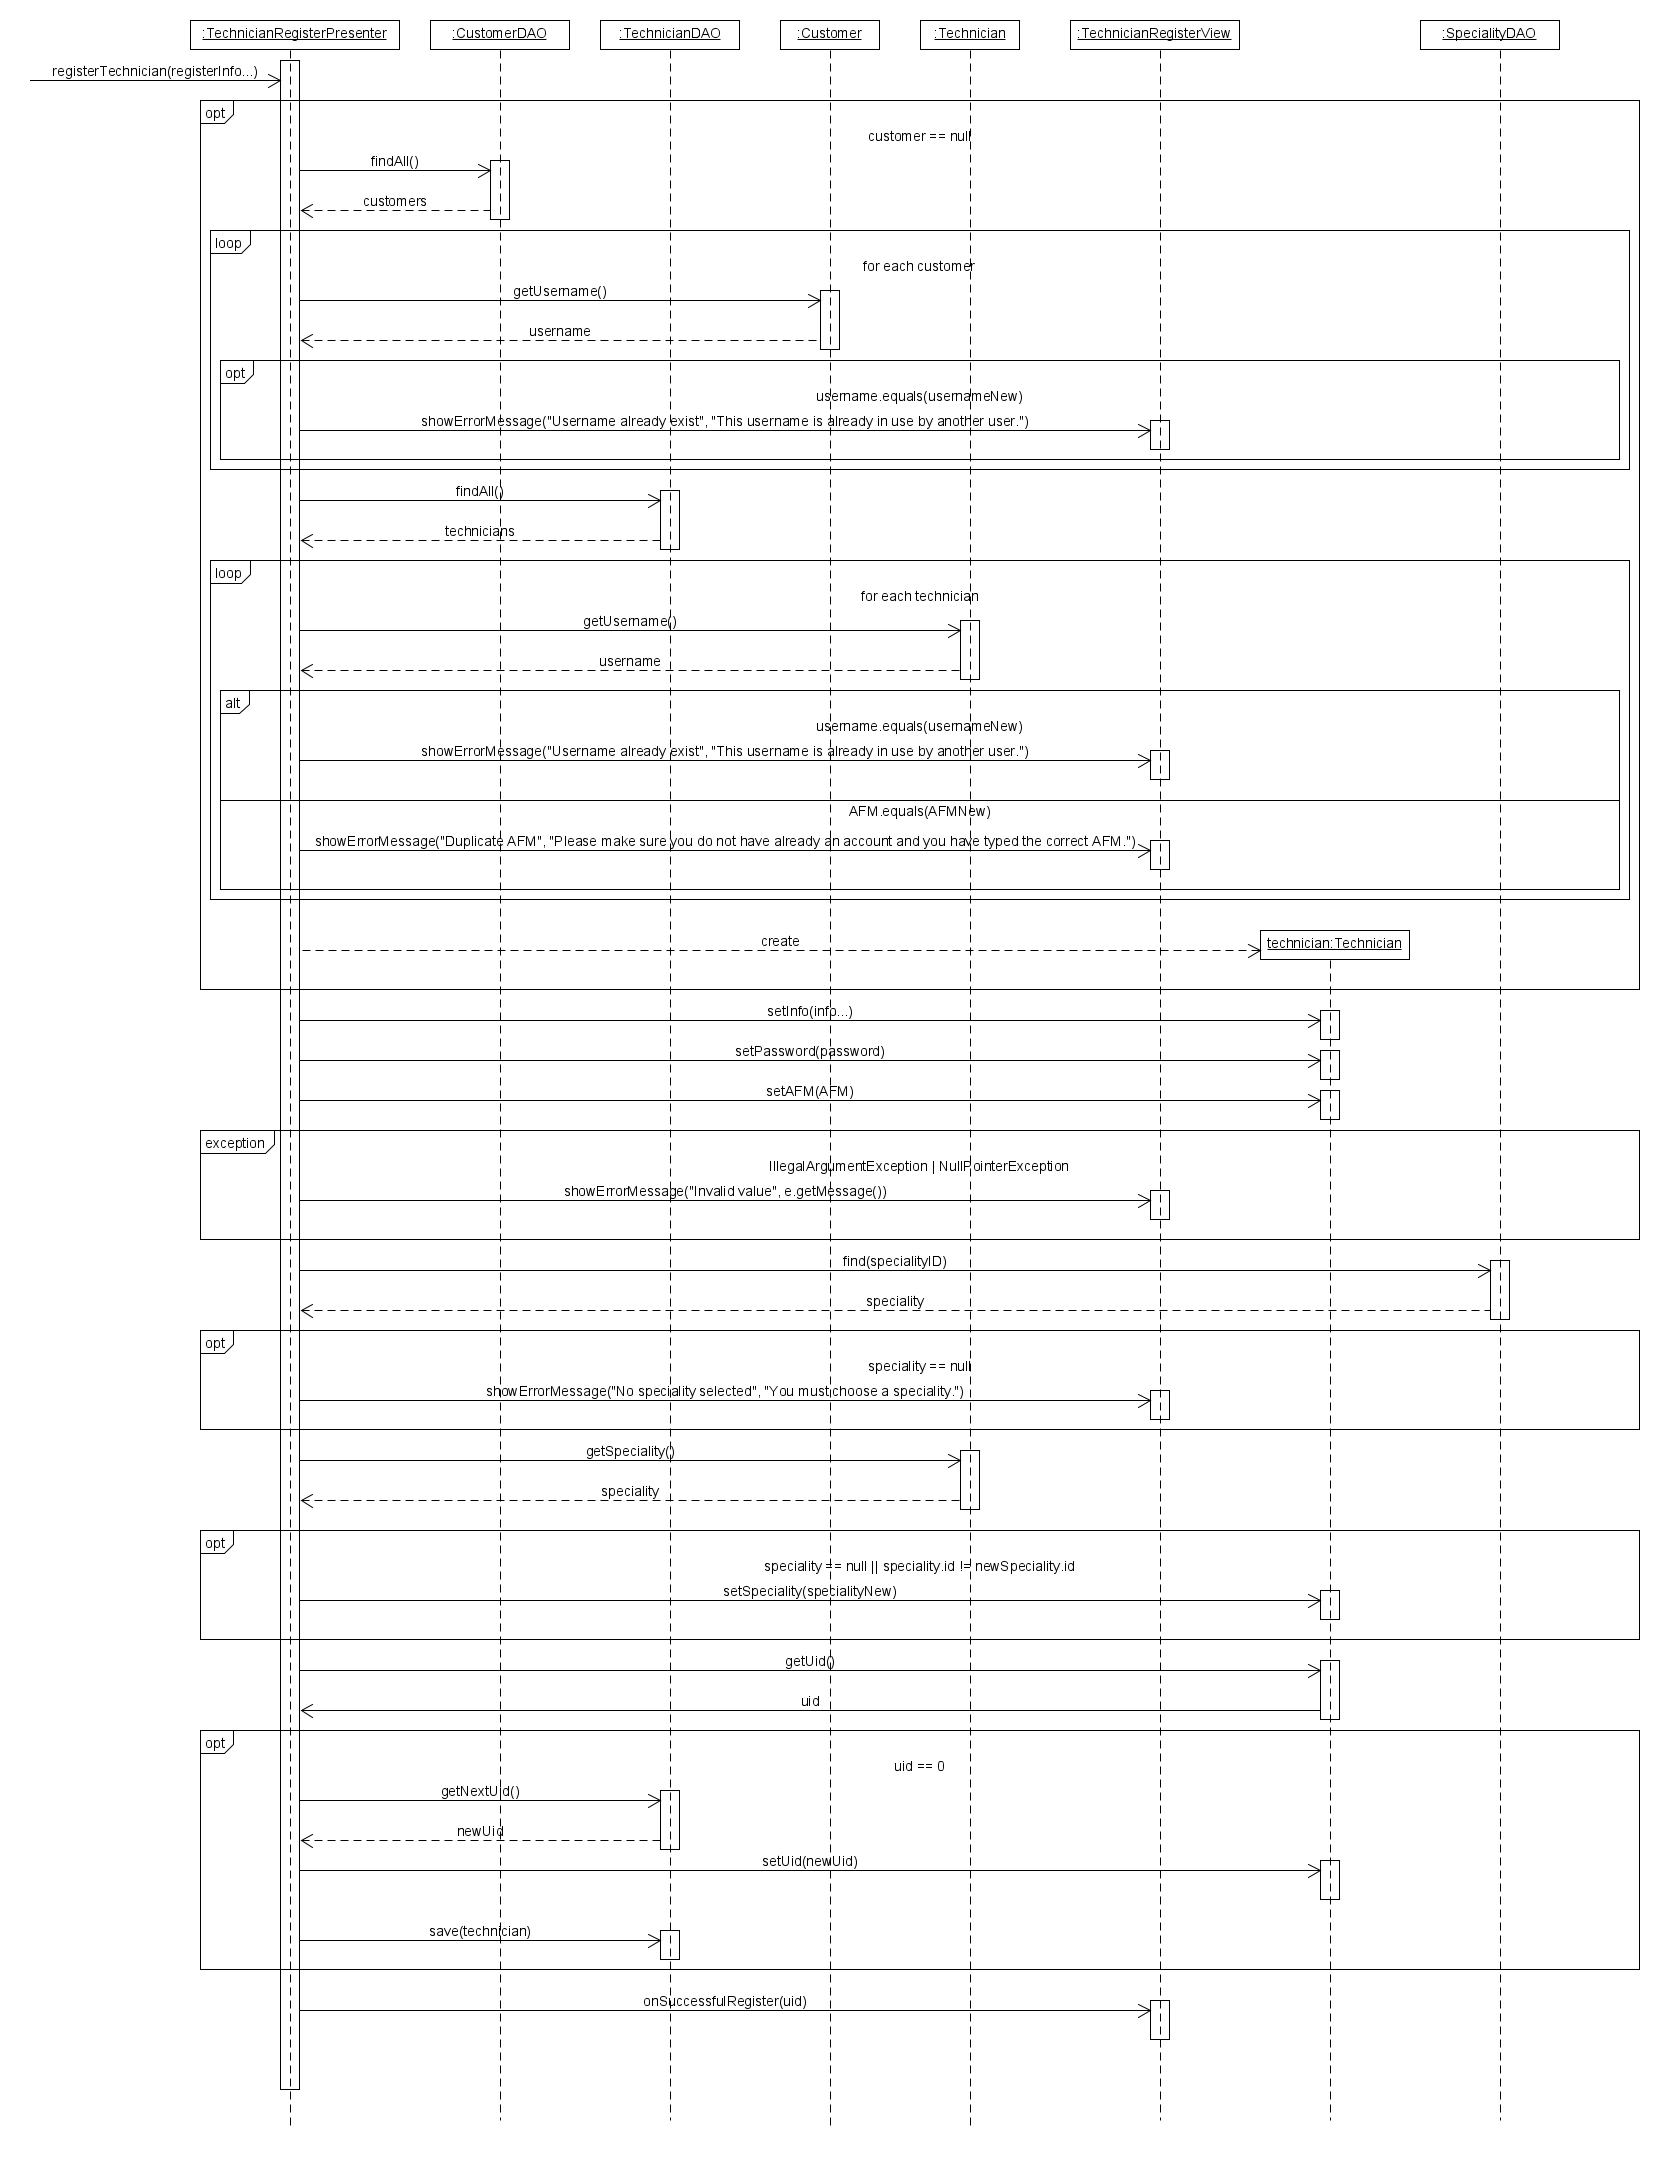 :TechnicianRegisterPresenter
:CustomerDAO
:TechnicianDAO
:Customer
:Technician
:TechnicianRegisterView
:SpecialityDAO
registerTechnician(registerInfo...)
opt
customer == null
findAll()
customers
loop
for each customer
getUsername()
username
opt
username.equals(usernameNew)
showErrorMessage("Username already exist", "This username is already in use by another user.")
findAll()
technicians
loop
for each technician
getUsername()
username
alt
username.equals(usernameNew)
showErrorMessage("Username already exist", "This username is already in use by another user.")
AFM.equals(AFMNew)
showErrorMessage("Duplicate AFM", "Please make sure you do not have already an account and you have typed the correct AFM.")
create
technician:Technician
setInfo(info...)
setPassword(password)
setAFM(AFM)
exception
IllegalArgumentException | NullPointerException
showErrorMessage("Invalid value", e.getMessage())
find(specialityID)
speciality
opt
speciality == null
showErrorMessage("No speciality selected", "You must choose a speciality.")
getSpeciality()
speciality
opt
speciality == null || speciality.id != newSpeciality.id
setSpeciality(specialityNew)
getUid()
uid
opt
uid == 0
getNextUid()
newUid
setUid(newUid)
save(technician)
onSuccessfulRegister(uid)